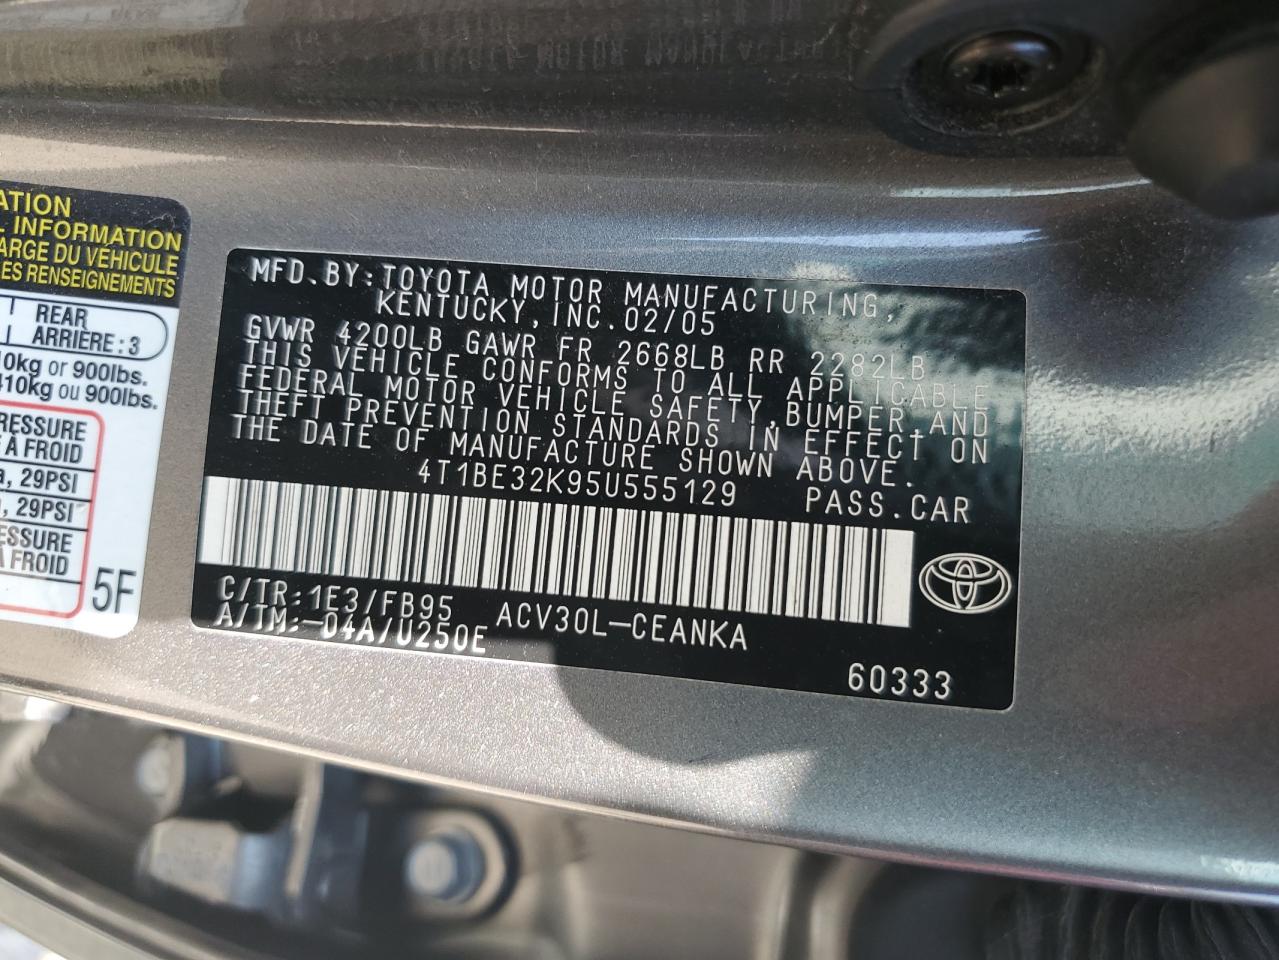 ATION
INFORMATION
ARGE DU VÉHICULE
ES RENSEIGNEMENTS
REAR
ARRIÈRE : 3
10kg or 900lbs.
410kg ou 900lbs.
RESSURE
À FROID
, 29PSI
, 29PSI
ESSURE
À FROID
5F
MFD.BY:TOYOTA MOTOR MANUFACTURING,
KENTUCKY, INC. 02/05
GVWR 4200LB GAWR FR 2668LB RR 2282LB
THIS VEHICLE CONFORMS TO ALL APPLICABLE
FEDERAL MOTOR VEHICLE SAFETY,BUMPER,AND
THEFT PREVENTION STANDARDS IN EFFECT ON
THE DATE OF MANUFACTURE SHOWN ABOVE.
4T1BE32K95U555129 PASS.CAR
C/TR:1E3/FB95 ACV30L-CEANKA
A/TM:-04A/U250E
60333